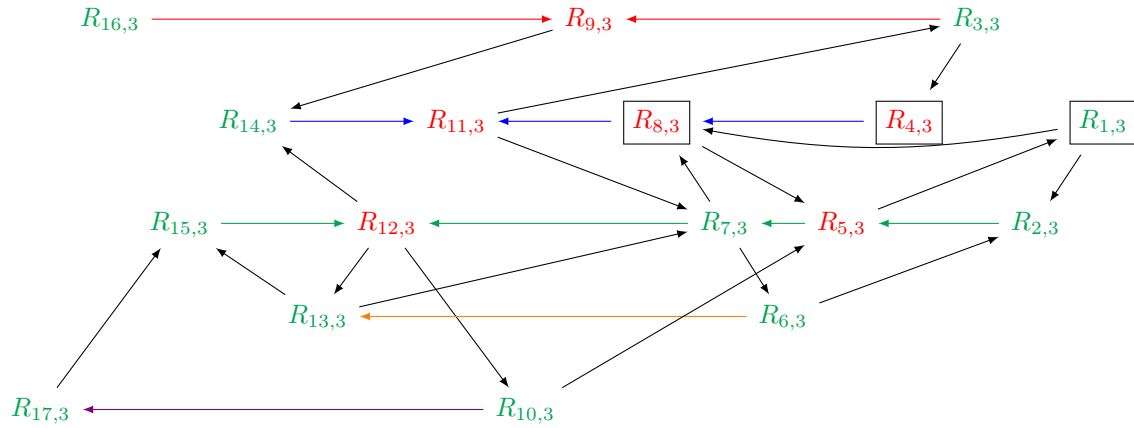 R_{16,3} R_{9,3} R_{3,3}
R_{14,3} R_{11,3} R_{8,3} R_{4,3} R_{1,3}
R_{15,3} R_{12,3} R_{7,3} R_{5,3} R_{2,3}
R_{13,3} R_{6,3}
R_{17,3} R_{10,3}